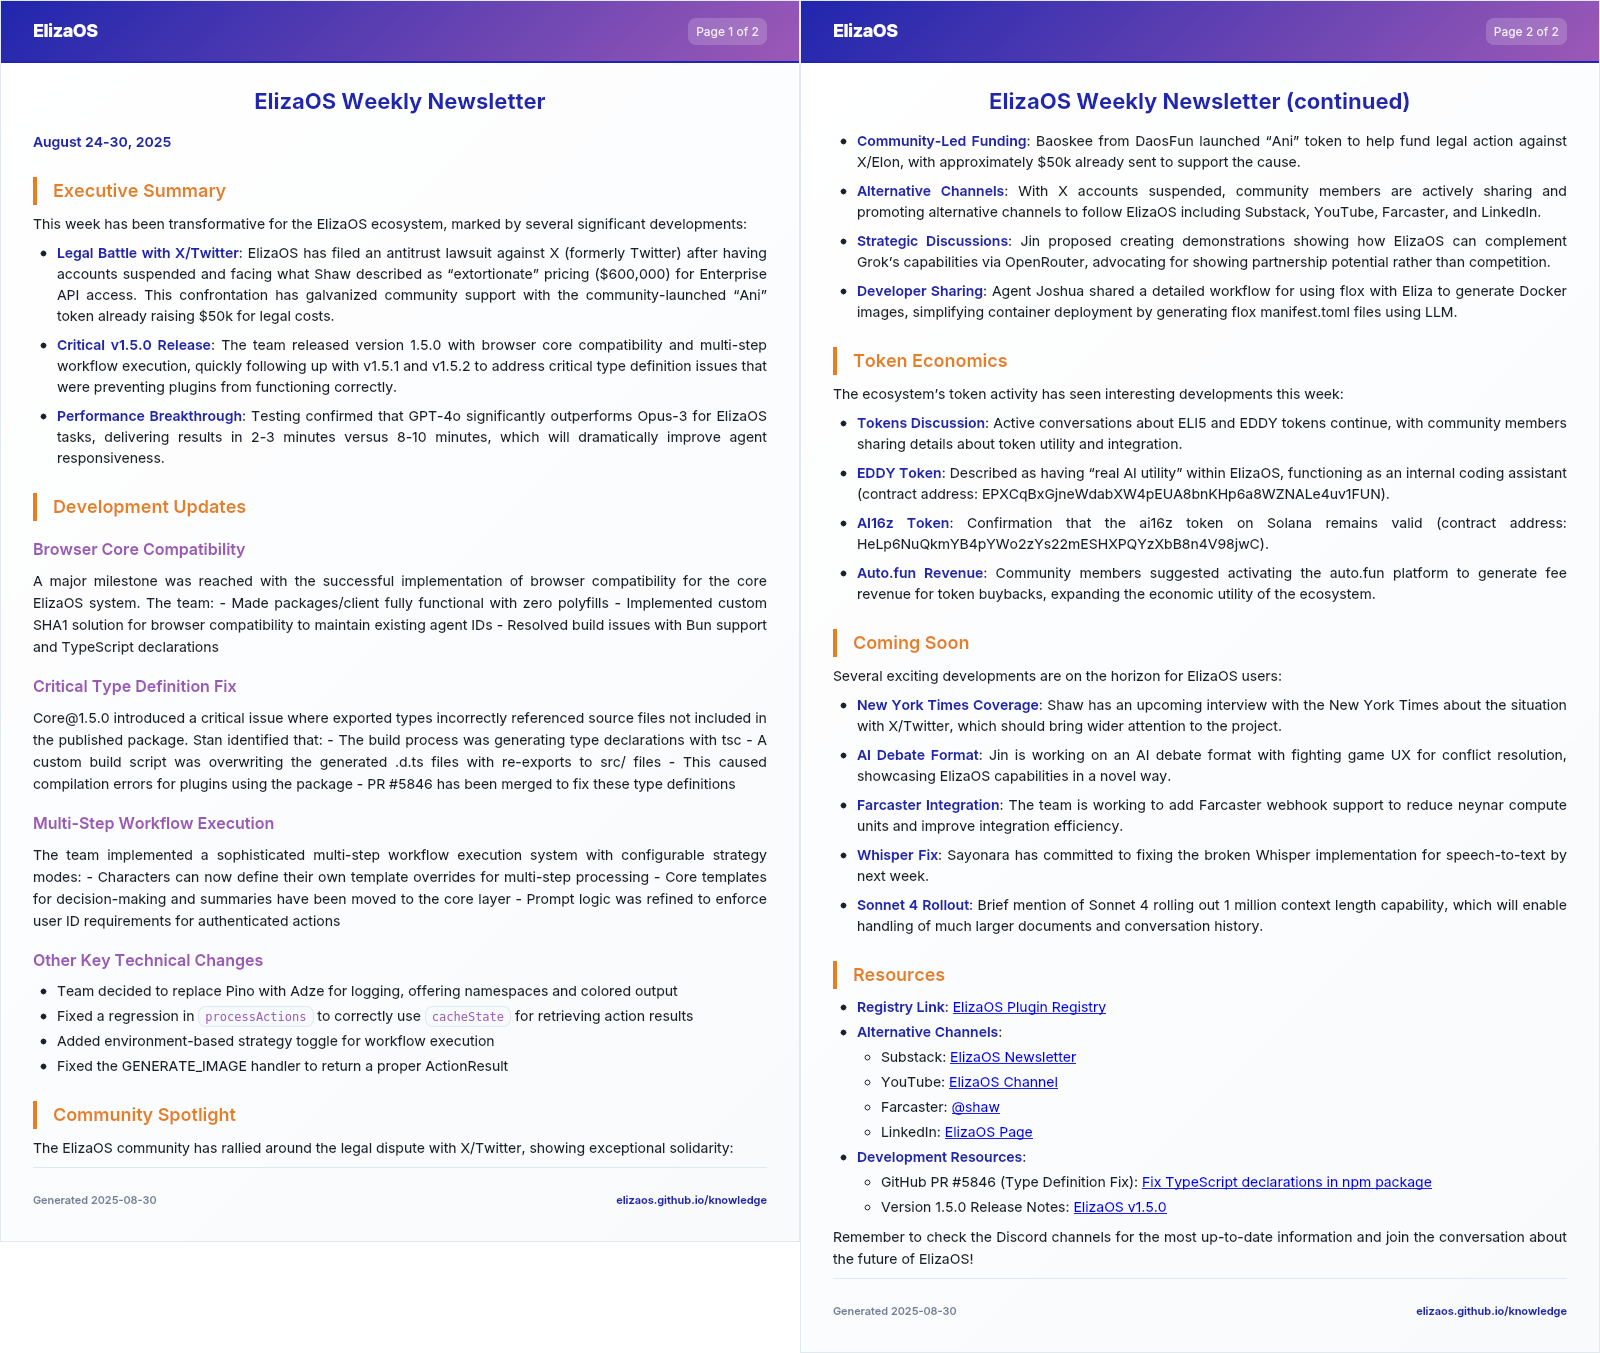 ElizaOS
Page 1 of 2
ElizaOS Weekly Newsletter
August 24-30, 2025
Executive Summary
This week has been transformative for the ElizaOS ecosystem, marked by several significant developments:
• Legal Battle with X/Twitter: ElizaOS has filed an antitrust lawsuit against X (formerly Twitter) after having
accounts suspended and facing what Shaw described as “extortionate” pricing ($600,000) for Enterprise
API access. This confrontation has galvanized community support with the community-launched “Ani”
token already raising $50k for legal costs.
• Critical v1.5.0 Release: The team released version 1.5.0 with browser core compatibility and multi-step
workflow execution, quickly following up with v1.5.1 and v1.5.2 to address critical type definition issues that
were preventing plugins from functioning correctly.
• Performance Breakthrough: Testing confirmed that GPT-4o significantly outperforms Opus-3 for ElizaOS
tasks, delivering results in 2-3 minutes versus 8-10 minutes, which will dramatically improve agent
responsiveness.
Development Updates
Browser Core Compatibility
A major milestone was reached with the successful implementation of browser compatibility for the core
ElizaOS system. The team: - Made packages/client fully functional with zero polyfills - Implemented custom
SHA1 solution for browser compatibility to maintain existing agent IDs - Resolved build issues with Bun support
and TypeScript declarations
Critical Type Definition Fix
Core@1.5.0 introduced a critical issue where exported types incorrectly referenced source files not included in
the published package. Stan identified that: - The build process was generating type declarations with tsc - A
custom build script was overwriting the generated .d.ts files with re-exports to src/ files - This caused
compilation errors for plugins using the package - PR #5846 has been merged to fix these type definitions
Multi-Step Workflow Execution
The team implemented a sophisticated multi-step workflow execution system with configurable strategy
modes: - Characters can now define their own template overrides for multi-step processing - Core templates
for decision-making and summaries have been moved to the core layer - Prompt logic was refined to enforce
user ID requirements for authenticated actions
Other Key Technical Changes
• Team decided to replace Pino with Adze for logging, offering namespaces and colored output
• Fixed a regression in processActions to correctly use cacheState for retrieving action results
• Added environment-based strategy toggle for workflow execution
• Fixed the GENERATE_IMAGE handler to return a proper ActionResult
Community Spotlight
The ElizaOS community has rallied around the legal dispute with X/Twitter, showing exceptional solidarity:
Generated 2025-08-30
elizaos.github.io/knowledge
ElizaOS
Page 2 of 2
ElizaOS Weekly Newsletter (continued)
• Community-Led Funding: Baoskee from DaosFun launched “Ani” token to help fund legal action against
X/Elon, with approximately $50k already sent to support the cause.
• Alternative Channels: With X accounts suspended, community members are actively sharing and
promoting alternative channels to follow ElizaOS including Substack, YouTube, Farcaster, and LinkedIn.
• Strategic Discussions: Jin proposed creating demonstrations showing how ElizaOS can complement
Grok’s capabilities via OpenRouter, advocating for showing partnership potential rather than competition.
• Developer Sharing: Agent Joshua shared a detailed workflow for using flox with Eliza to generate Docker
images, simplifying container deployment by generating flox manifest.toml files using LLM.
Token Economics
The ecosystem’s token activity has seen interesting developments this week:
• Tokens Discussion: Active conversations about ELI5 and EDDY tokens continue, with community members
sharing details about token utility and integration.
• EDDY Token: Described as having “real AI utility” within ElizaOS, functioning as an internal coding assistant
(contract address: EPXCqBxGjneWdabXW4pEUA8bnKHp6a8WZNALe4uv1FUN).
• AI16z Token: Confirmation that the ai16z token on Solana remains valid (contract address:
HeLp6NuQkmYB4pYWo2zYs22mESHXPQYzXbB8n4V98jwC).
• Auto.fun Revenue: Community members suggested activating the auto.fun platform to generate fee
revenue for token buybacks, expanding the economic utility of the ecosystem.
Coming Soon
Several exciting developments are on the horizon for ElizaOS users:
• New York Times Coverage: Shaw has an upcoming interview with the New York Times about the situation
with X/Twitter, which should bring wider attention to the project.
• AI Debate Format: Jin is working on an AI debate format with fighting game UX for conflict resolution,
showcasing ElizaOS capabilities in a novel way.
• Farcaster Integration: The team is working to add Farcaster webhook support to reduce neynar compute
units and improve integration efficiency.
• Whisper Fix: Sayonara has committed to fixing the broken Whisper implementation for speech-to-text by
next week.
• Sonnet 4 Rollout: Brief mention of Sonnet 4 rolling out 1 million context length capability, which will enable
handling of much larger documents and conversation history.
Resources
• Registry Link: ElizaOS Plugin Registry
• Alternative Channels:
◦ Substack: ElizaOS Newsletter
◦ YouTube: ElizaOS Channel
◦ Farcaster: @shaw
◦ LinkedIn: ElizaOS Page
• Development Resources:
◦ GitHub PR #5846 (Type Definition Fix): Fix TypeScript declarations in npm package
◦ Version 1.5.0 Release Notes: ElizaOS v1.5.0
Remember to check the Discord channels for the most up-to-date information and join the conversation about
the future of ElizaOS!
Generated 2025-08-30
elizaos.github.io/knowledge